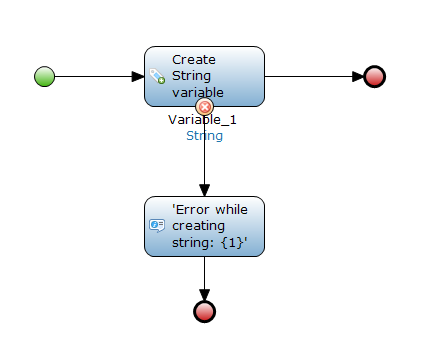 Create
String
variable
Variable_1
String
'Error while
creating
string: {1}'